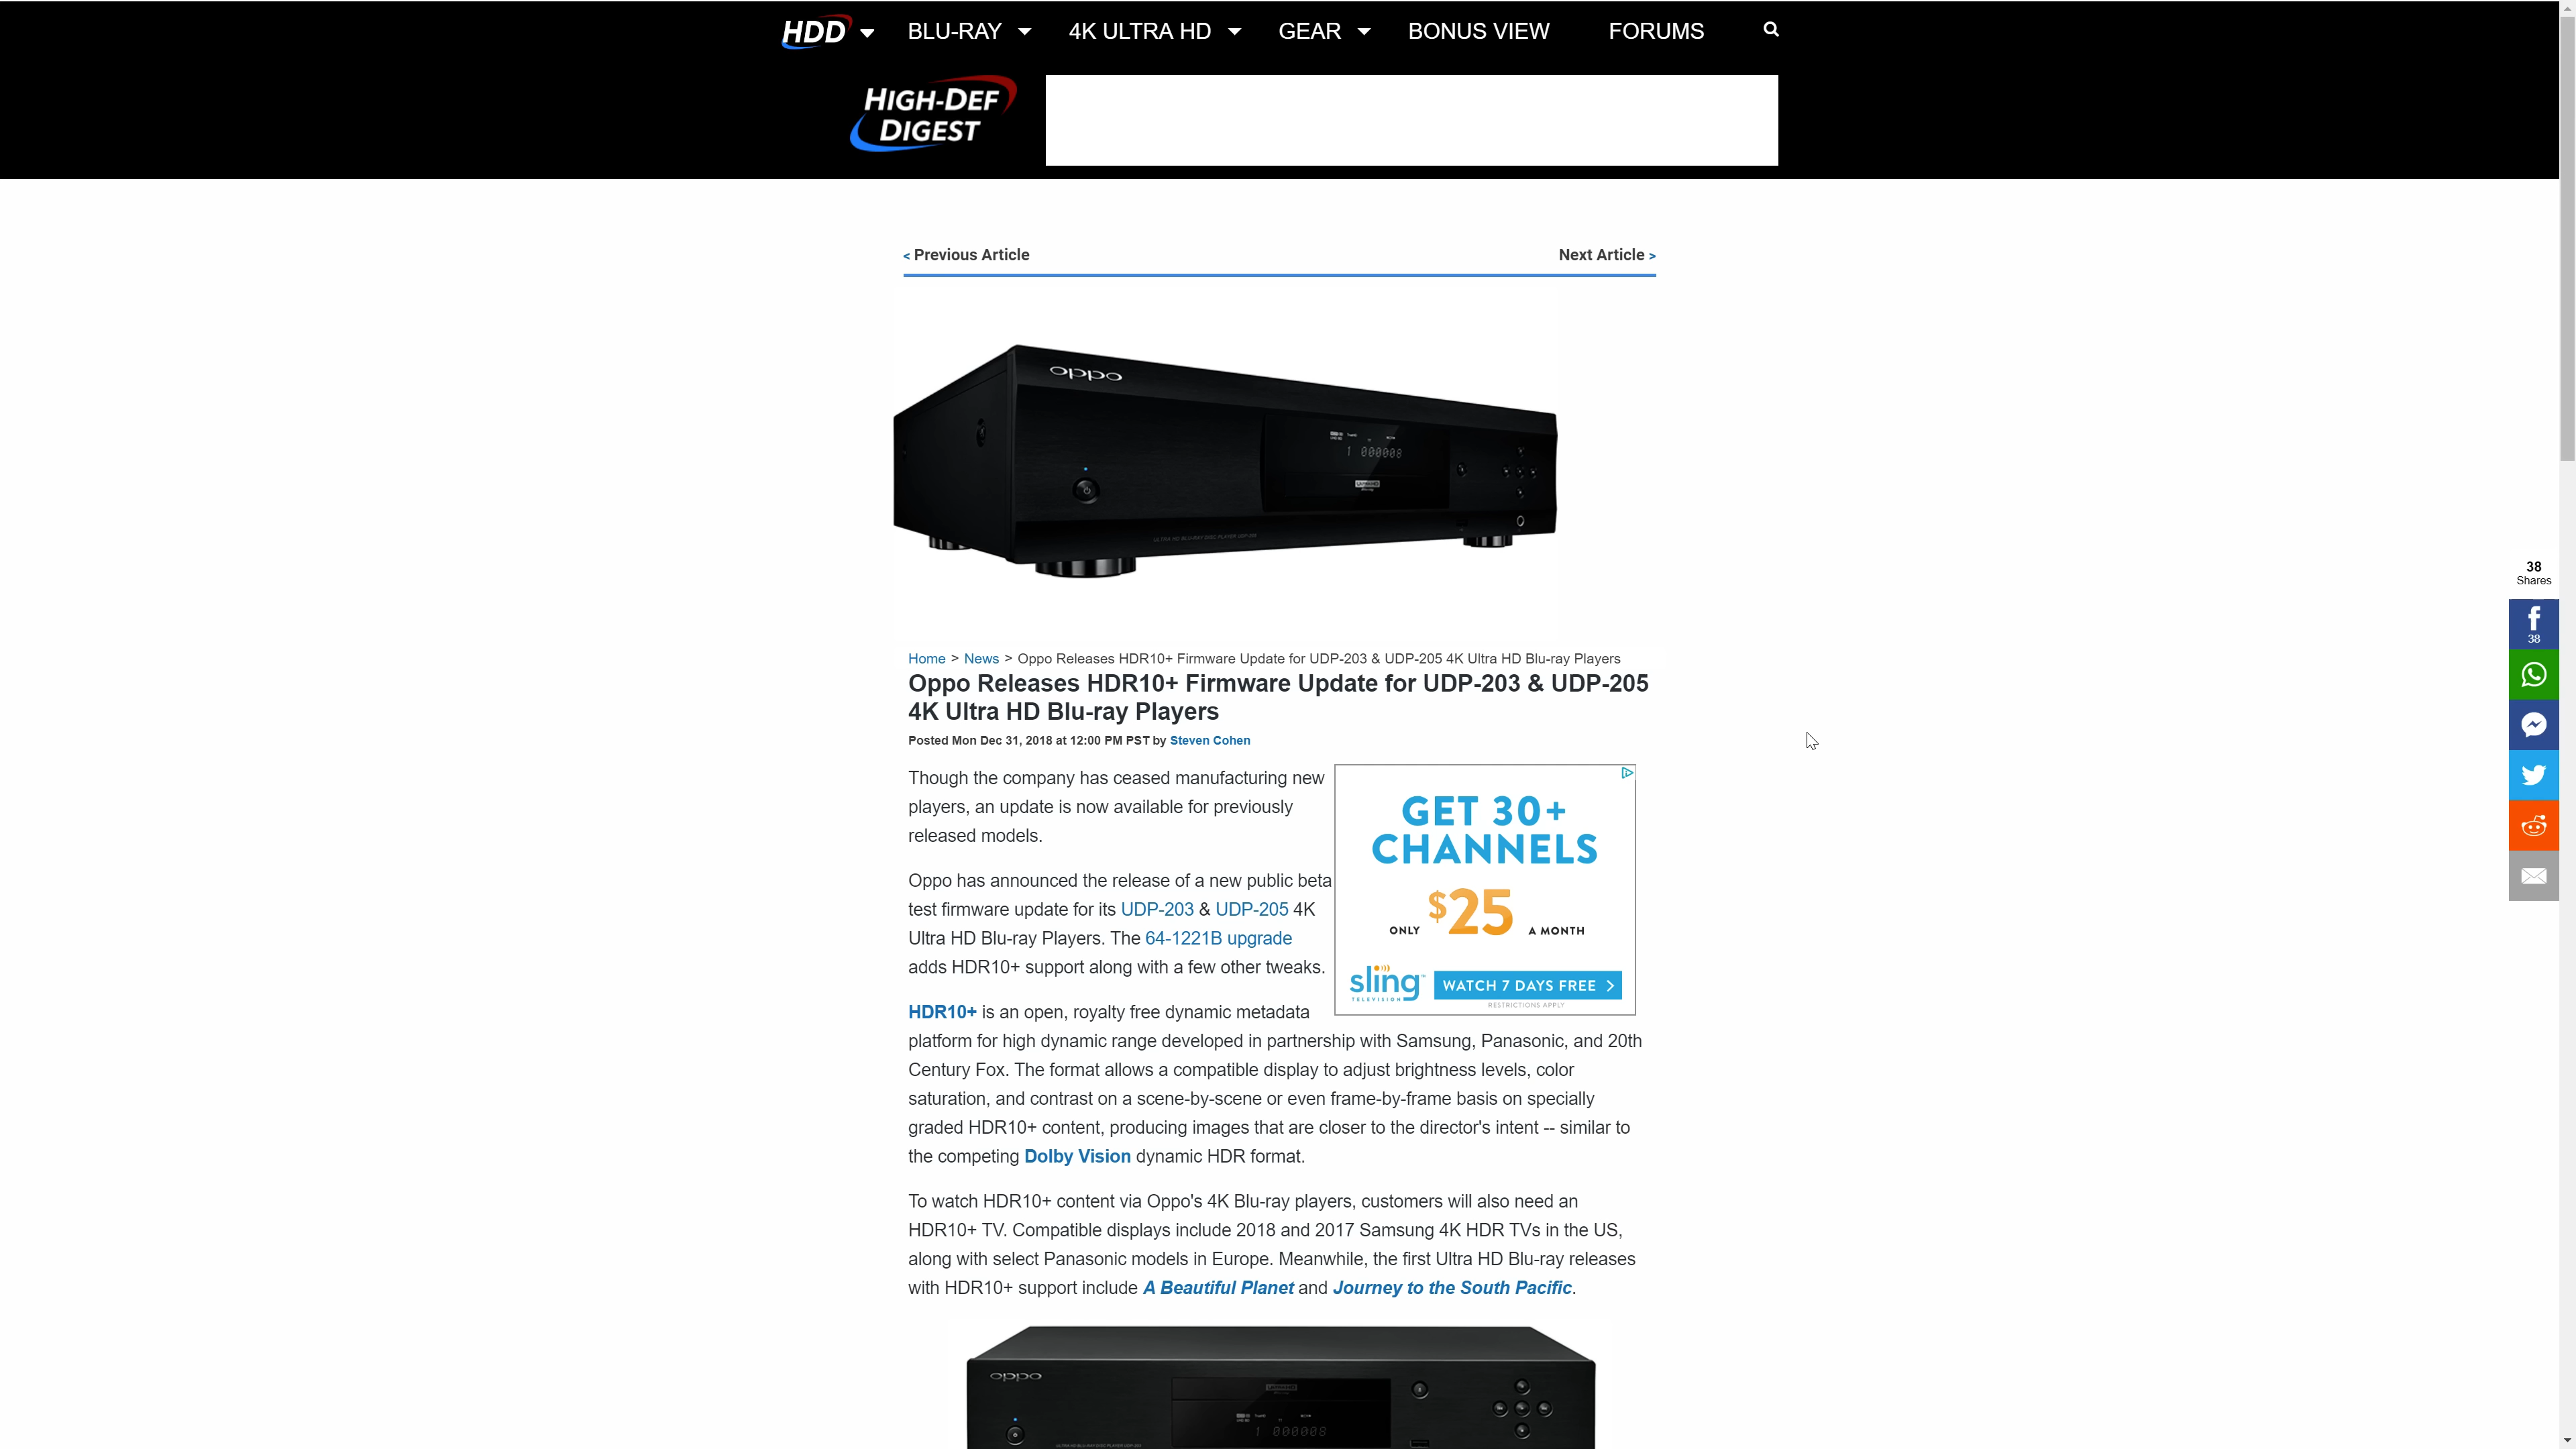 HDD BLU-RAY 4K ULTRA HD GEAR BONUS VIEW FORUMS
HIGH-DEF
DIGEST
< Previous Article Next Article >
oppo
1 000008
ULTRA HD
Home > News > Oppo Releases HDR10+ Firmware Update for UDP-203 & UDP-205 4K Ultra HD Blu-ray Players
Oppo Releases HDR10+ Firmware Update for UDP-203 & UDP-205
4K Ultra HD Blu-ray Players
Posted Mon Dec 31, 2018 at 12:00 PM PST by Steven Cohen
Though the company has ceased manufacturing new
players, an update is now available for previously
released models.
Oppo has announced the release of a new public beta
test firmware update for its UDP-203 & UDP-205 4K
Ultra HD Blu-ray Players. The 64-1221B upgrade
adds HDR10+ support along with a few other tweaks.
GET 30+
CHANNELS
ONLY $25 A MONTH
sling WATCH 7 DAYS FREE >
TELEVISION RESTRICTIONS APPLY
HDR10+ is an open, royalty free dynamic metadata
platform for high dynamic range developed in partnership with Samsung, Panasonic, and 20th
Century Fox. The format allows a compatible display to adjust brightness levels, color
saturation, and contrast on a scene-by-scene or even frame-by-frame basis on specially
graded HDR10+ content, producing images that are closer to the director's intent -- similar to
the competing Dolby Vision dynamic HDR format.
To watch HDR10+ content via Oppo's 4K Blu-ray players, customers will also need an
HDR10+ TV. Compatible displays include 2018 and 2017 Samsung 4K HDR TVs in the US,
along with select Panasonic models in Europe. Meanwhile, the first Ultra HD Blu-ray releases
with HDR10+ support include A Beautiful Planet and Journey to the South Pacific.
oppo
1 000008
38
Shares
38